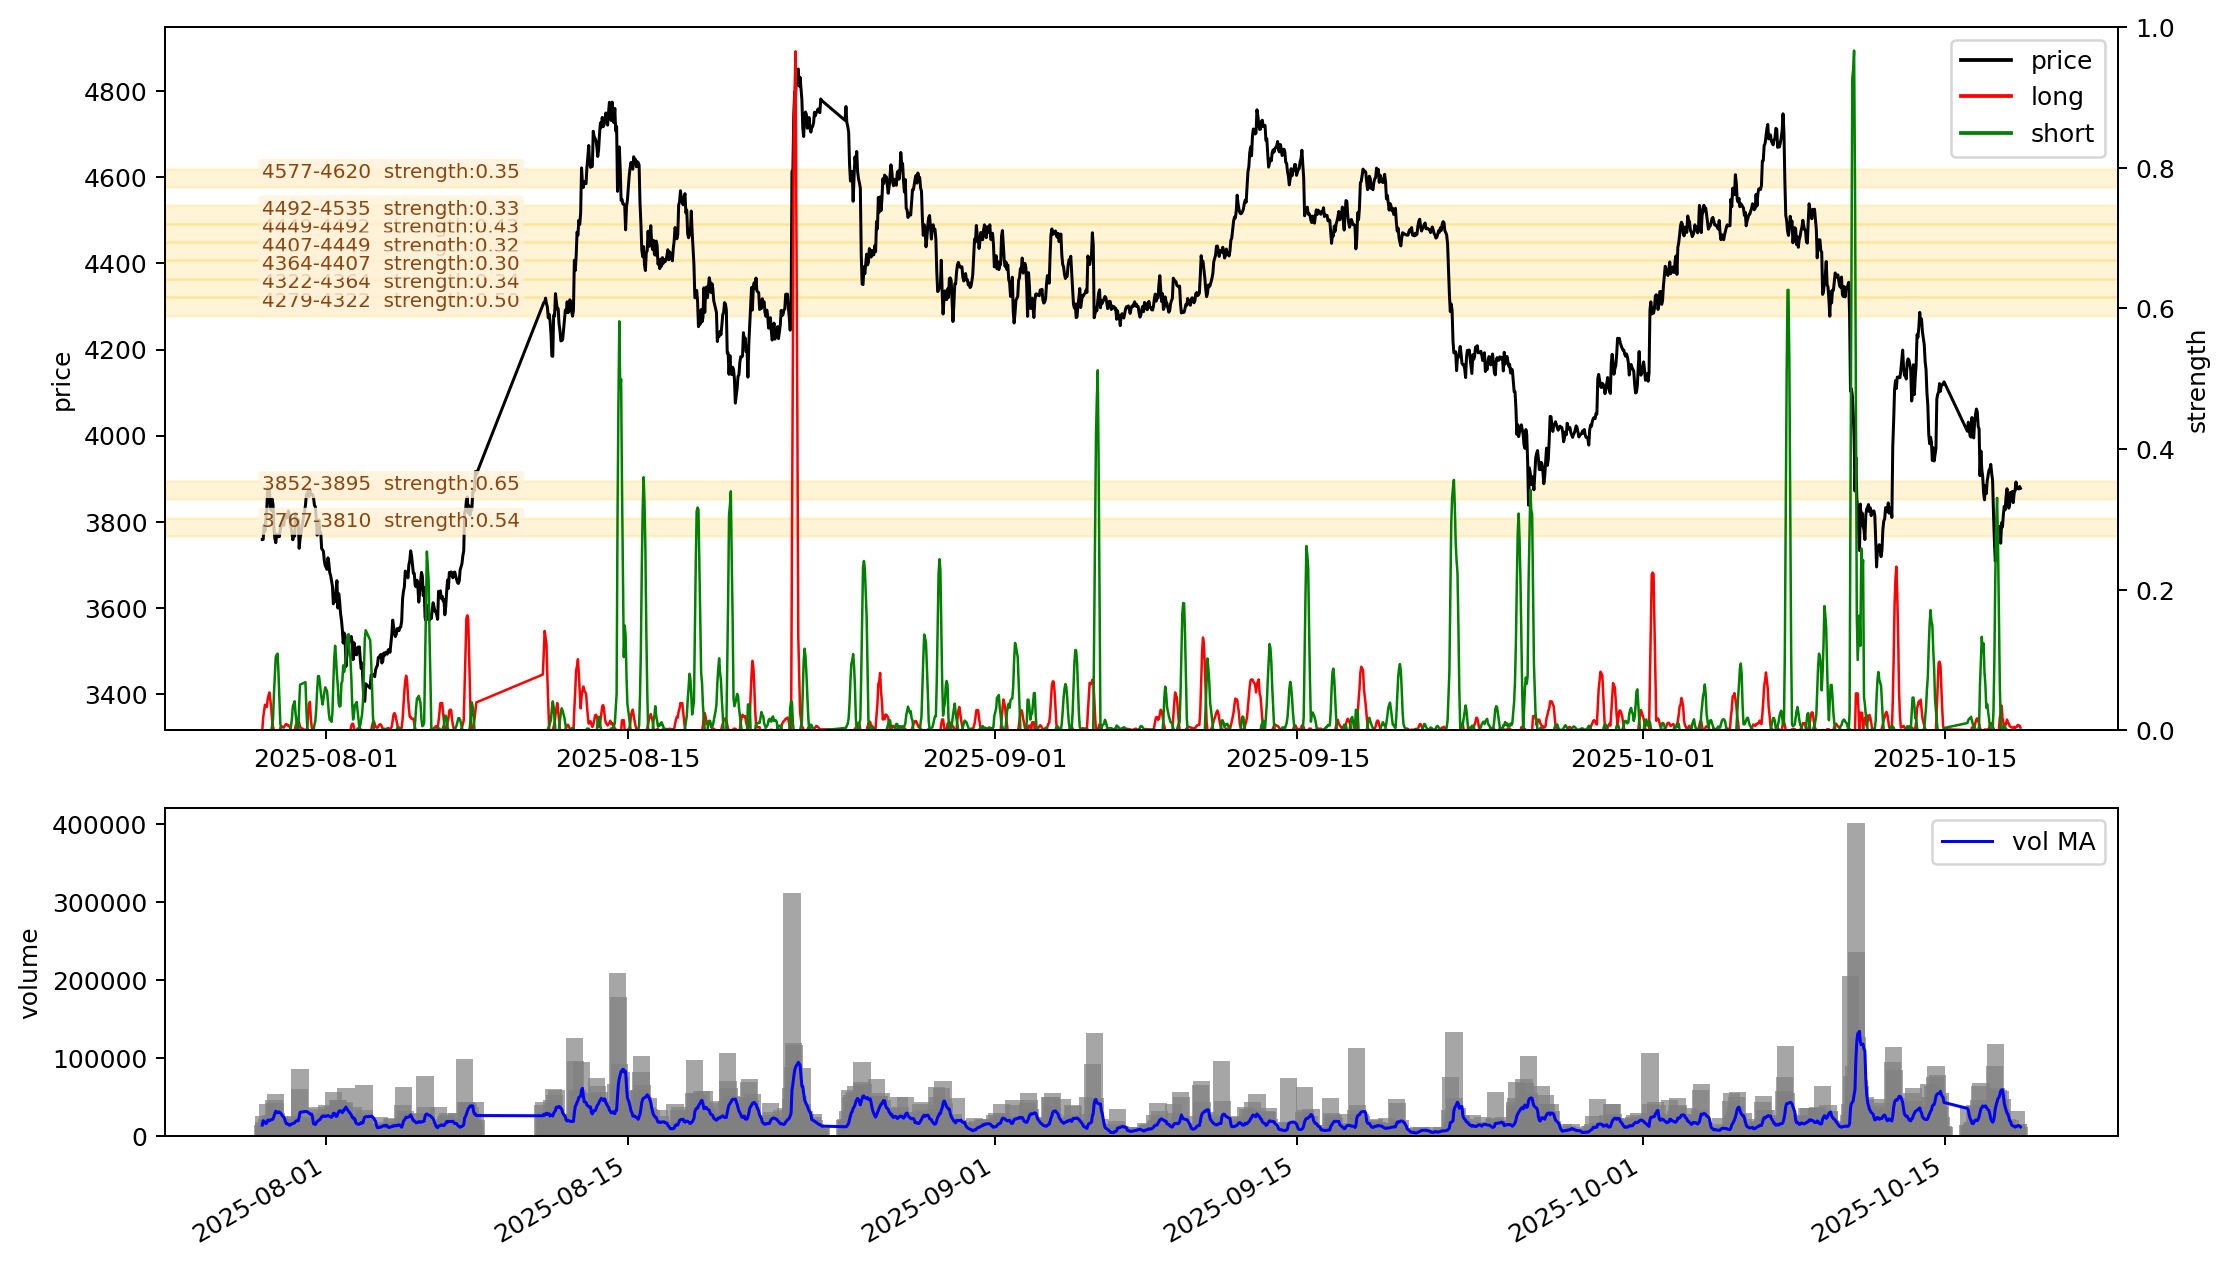 4800
4600
4400
4200
4000
3800
3600
3400
price
4577-4620 strength:0.35
4492-4535 strength:0.33
4449-4492 strength:0.43
4407-4449 strength:0.32
4364-4407 strength:0.30
4322-4364 strength:0.34
4279-4322 strength:0.50
3852-3895 strength:0.65
3767-3810 strength:0.54
price
long
short
1.0
0.8
0.6
0.4
0.2
0.0
strength
2025-08-01 2025-08-15 2025-09-01 2025-09-15 2025-10-01 2025-10-15
400000
300000
200000
100000
0
volume
vol MA
2025-08-01 2025-08-15 2025-09-01 2025-09-15 2025-10-01 2025-10-15